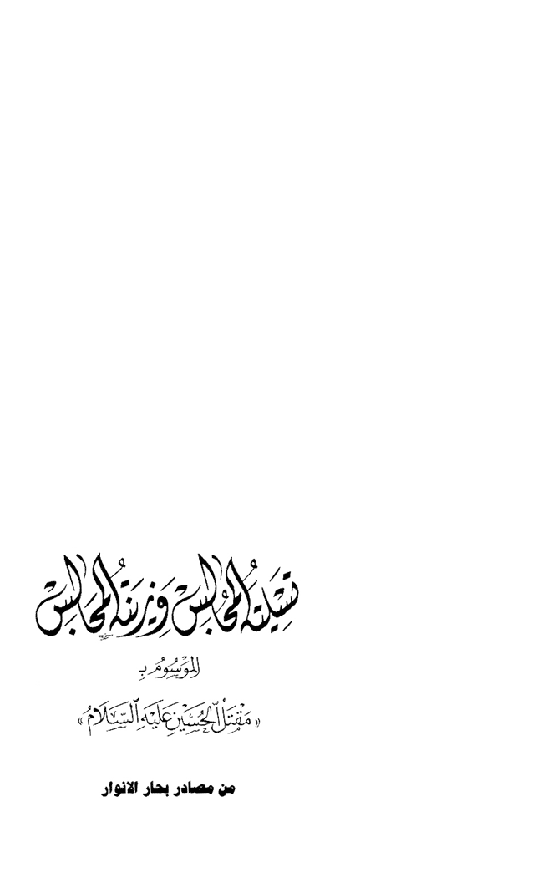 تسلية المجالس وزينة المجالس
الموسوم بـ
«مقتل الحسين عليه السلام»
من مصادر بحار الانوار